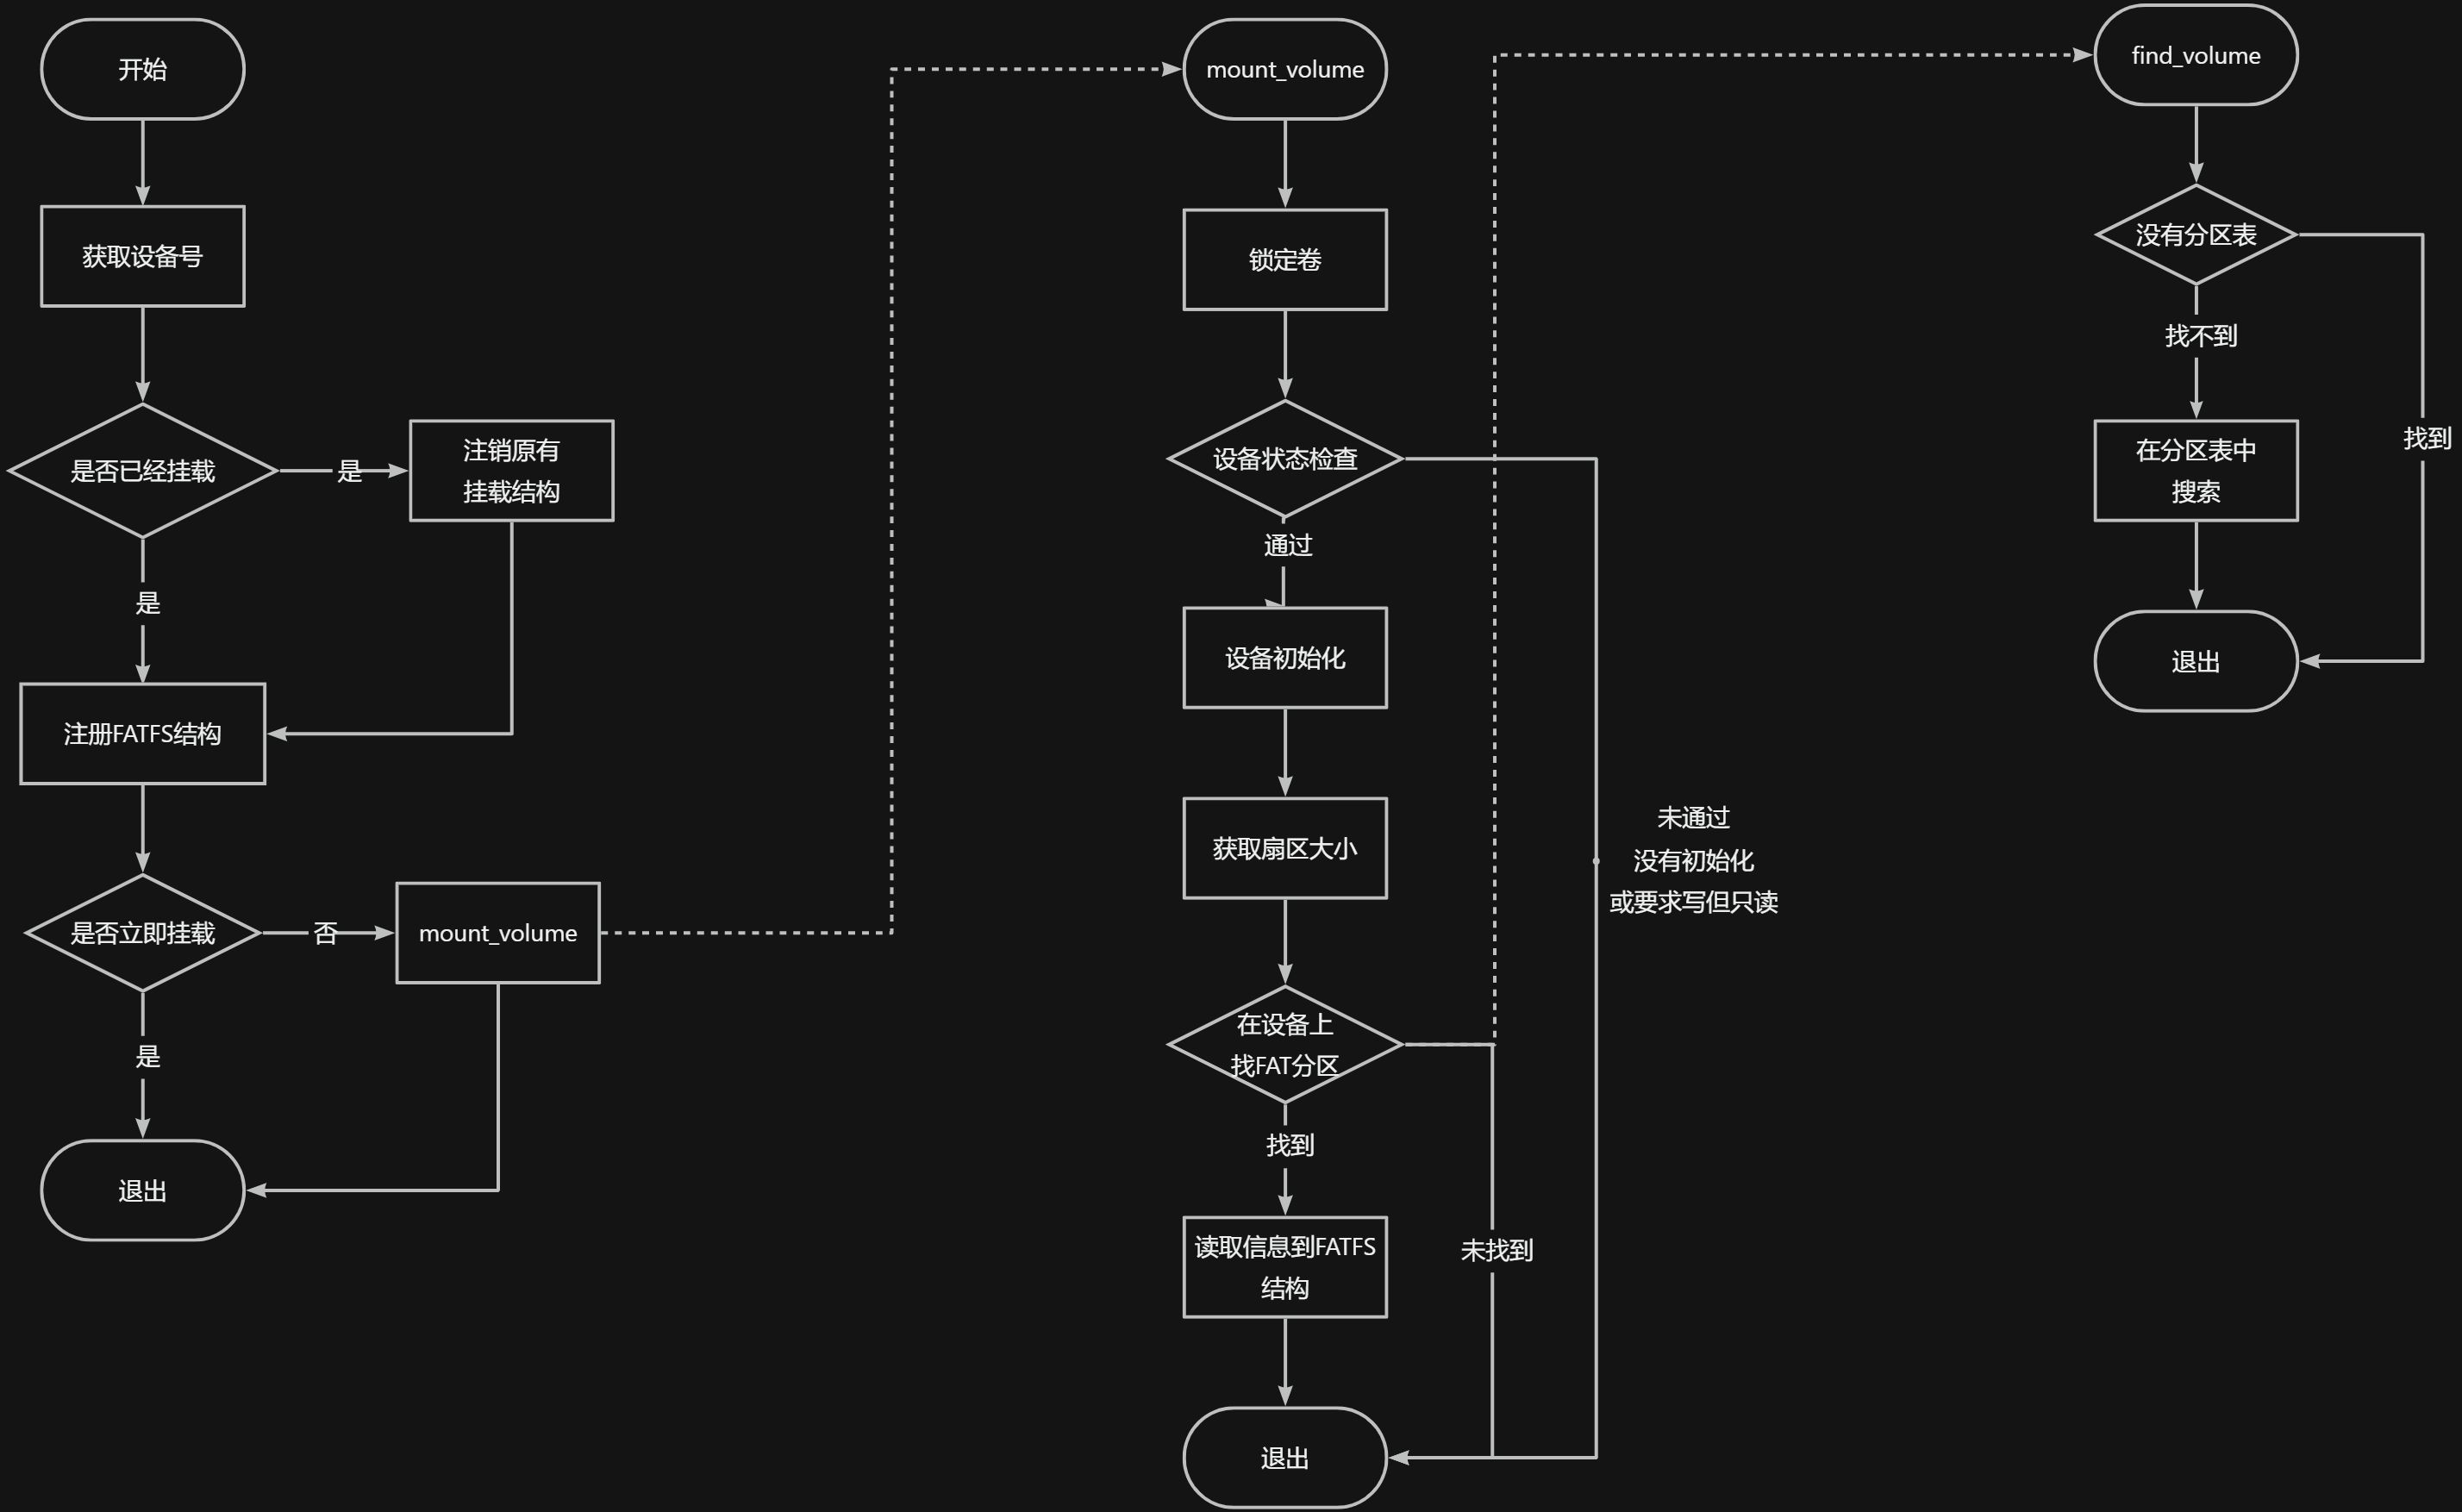 开始
获取设备号
是否已经挂载
是
注销原有
挂载结构
是
注册FATFS结构
是否立即挂载
否
mount_volume
是
退出
mount_volume
锁定卷
设备状态检查
通过
设备初始化
获取扇区大小
未通过
没有初始化
或要求写但只读
在设备上
找FAT分区
找到
未找到
读取信息到FATFS
结构
退出
find_volume
没有分区表
找不到
找到
在分区表中
搜索
退出